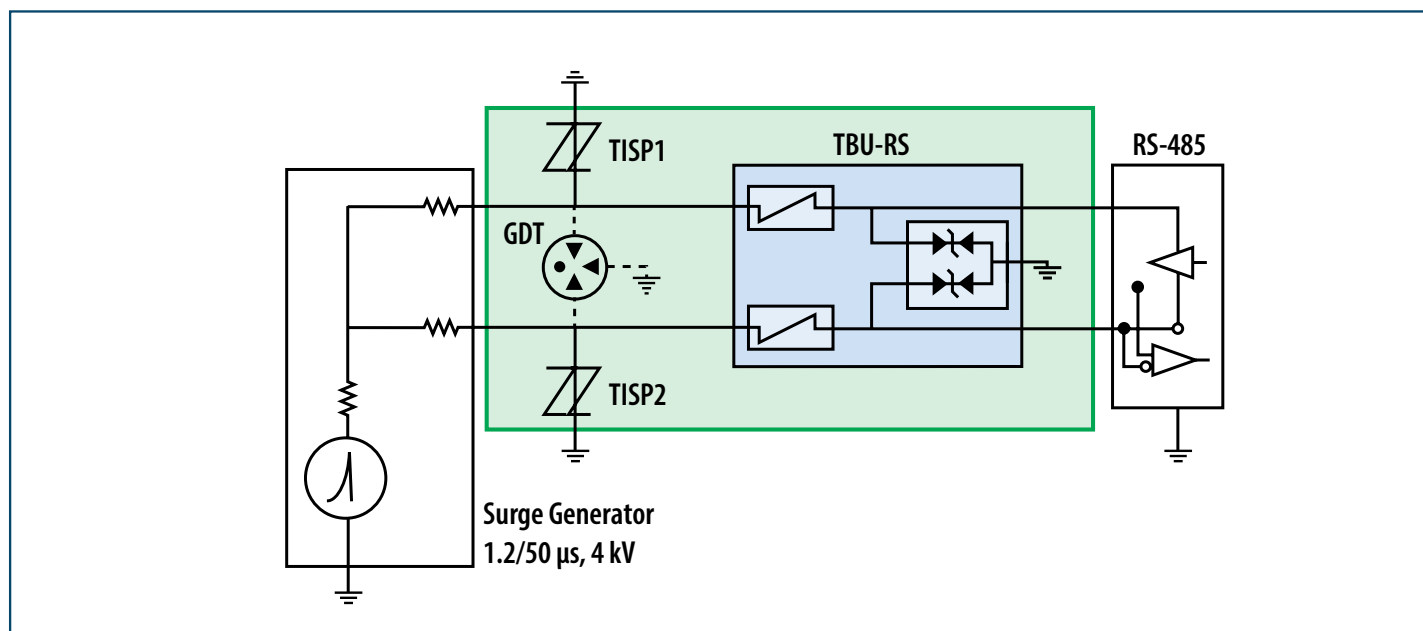 TISP1
TBU-RS
RS-485
GDT
TISP2
Surge Generator
1.2/50 µs, 4 kV